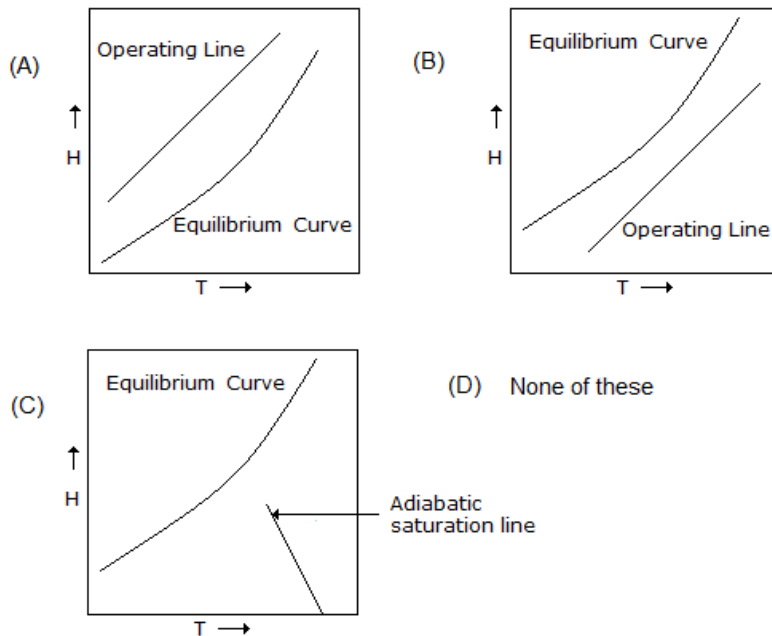 (A)
Operating Line
H
Equilibrium Curve
T
(B)
Equilibrium Curve
H
Operating Line
T
(C)
Equilibrium Curve
H
Adiabatic
saturation line
T
(D) None of these